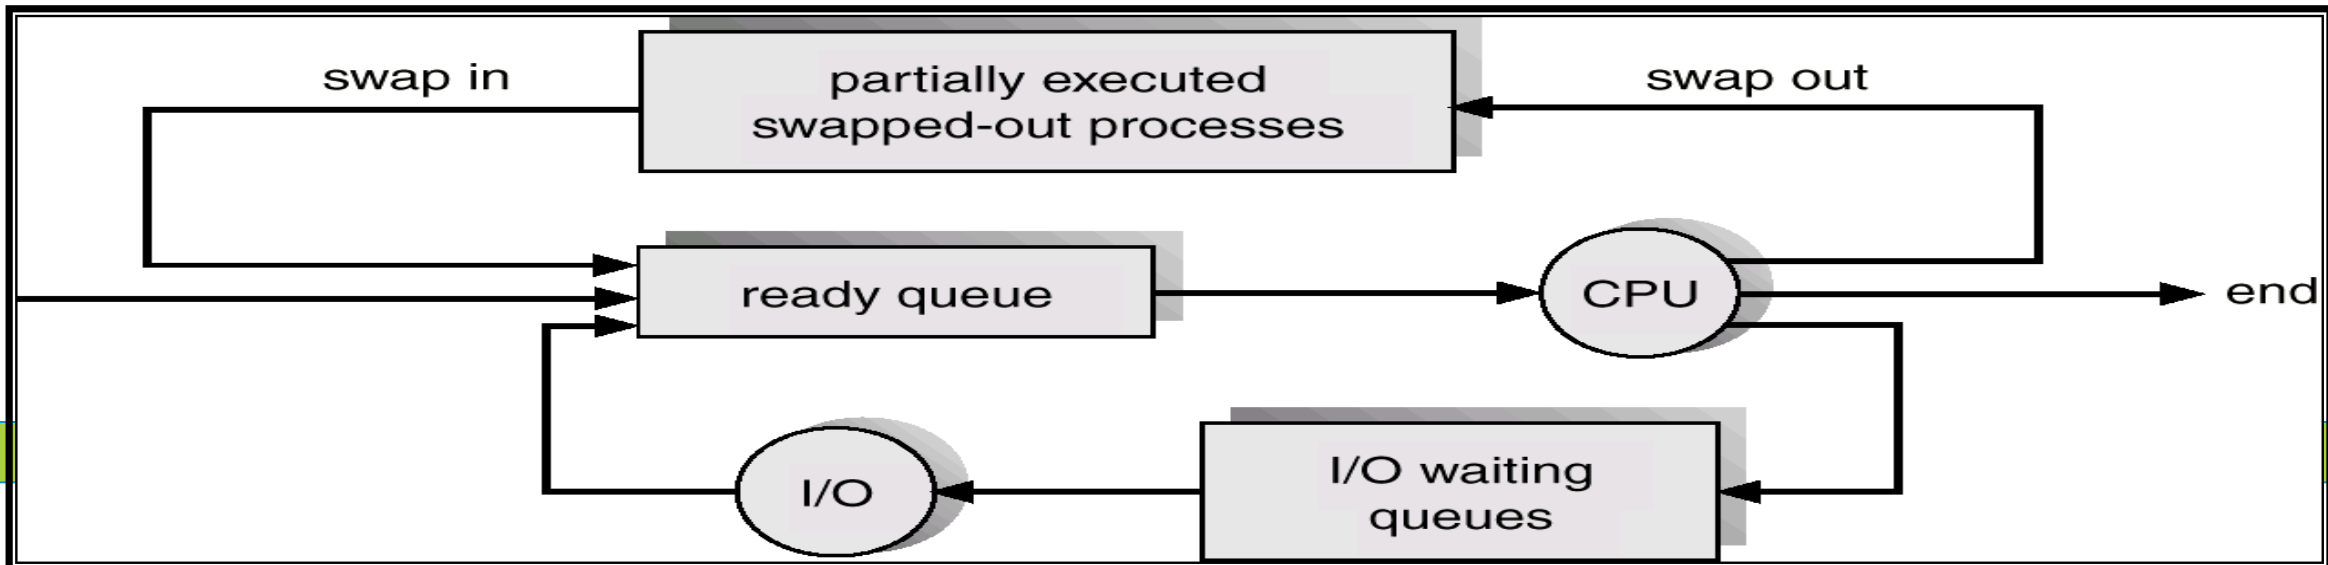 swap in
partially executed
swapped-out processes
swap out
ready queue
CPU
end
I/O
I/O waiting
queues